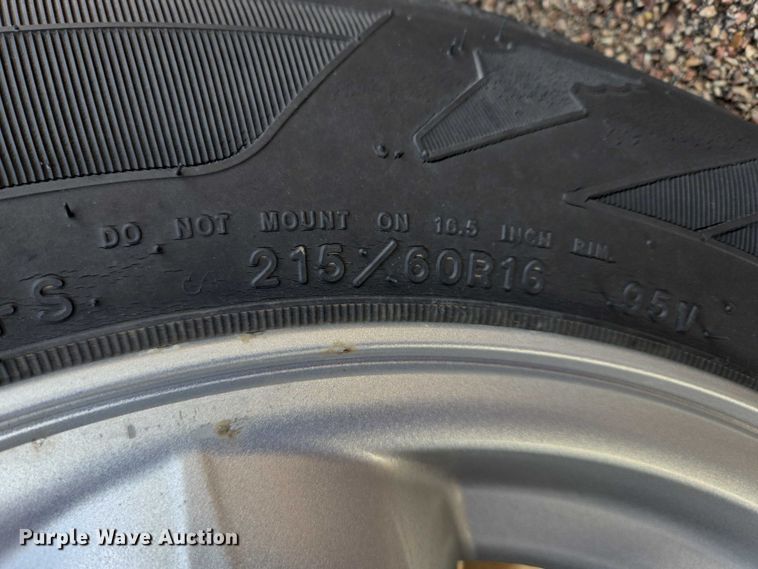 DO NOT MOUNT ON 16.5 INCH RIM.
+S. 215/60R16 95V
Purple Wave Auction